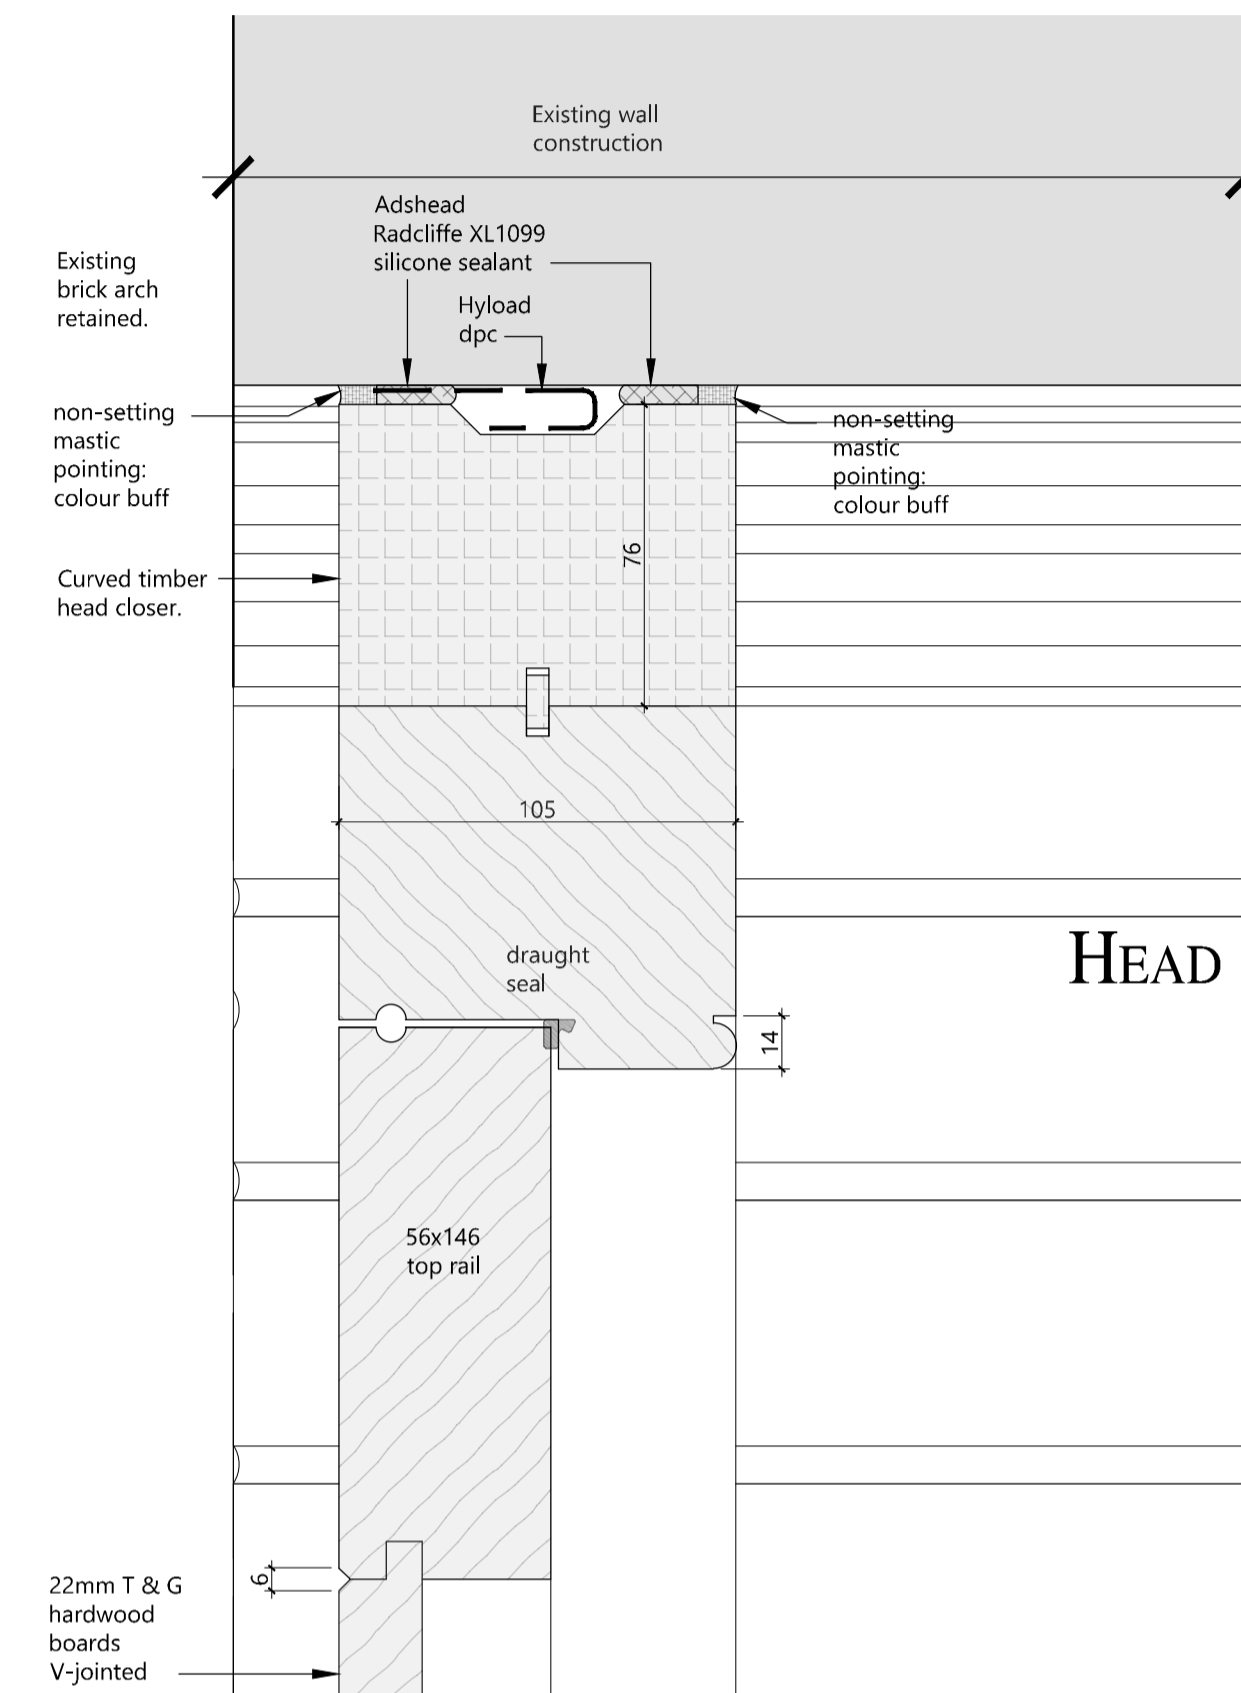 Existing wall
construction
Adshead
Radcliffe XL1099
silicone sealant
Existing
brick arch
retained.
Hyload
dpc
non-setting
mastic
pointing:
colour buff
non-setting
mastic
pointing:
colour buff
76
Curved timber
head closer.
105
HEAD
draught
seal
14
56x146
top rail
6
22mm T & G
hardwood
boards
V-jointed